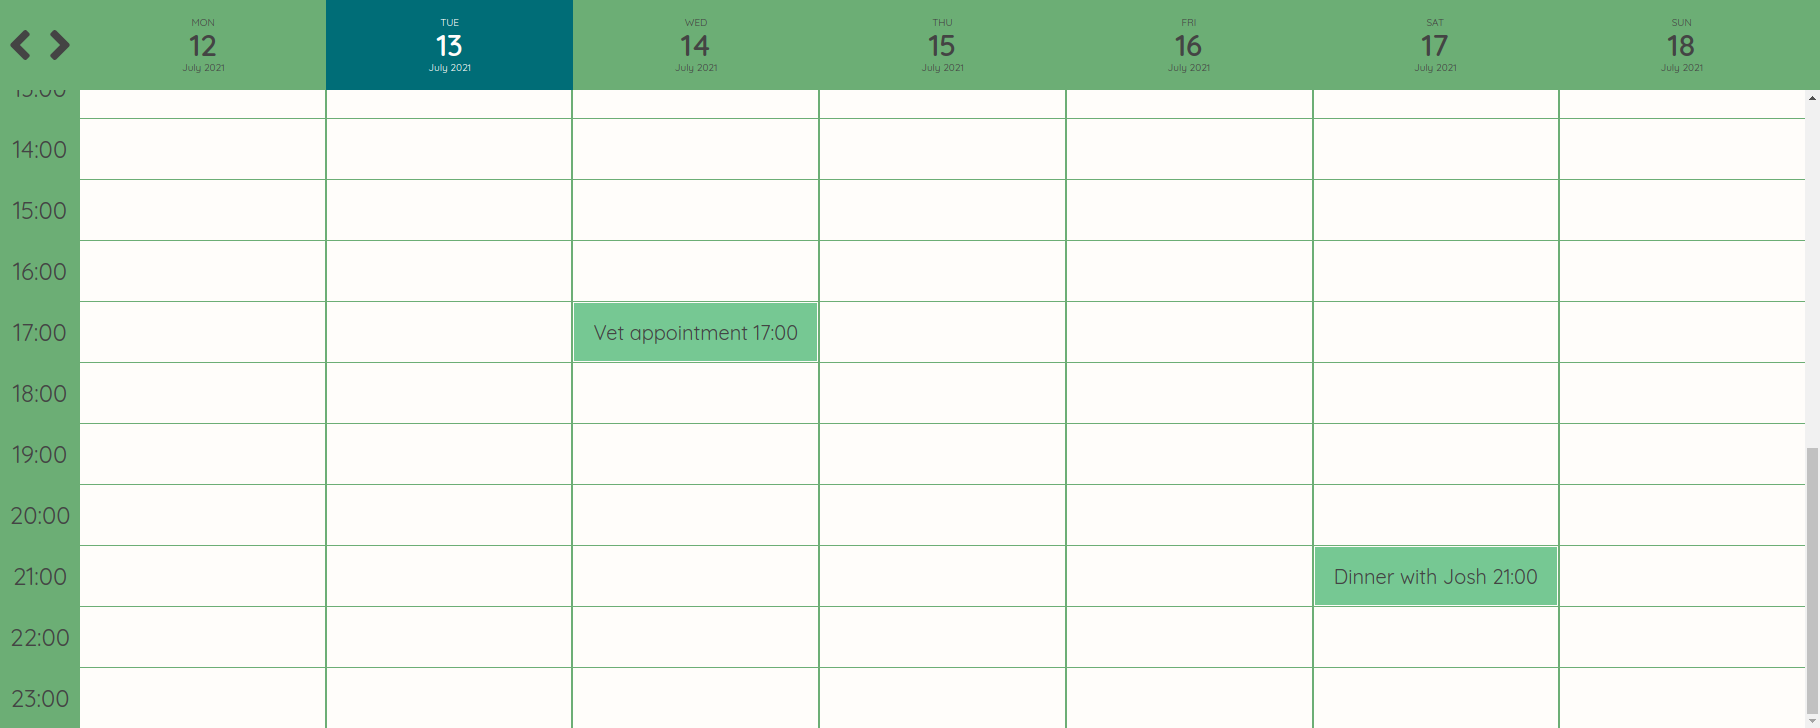 MON
12
July 2021
TUE
13
July 2021
WED
14
July 2021
THU
15
July 2021
FRI
16
July 2021
SAT
17
July 2021
SUN
18
July 2021
14:00
15:00
16:00
17:00
Vet appointment 17:00
18:00
19:00
20:00
21:00
Dinner with Josh 21:00
22:00
23:00